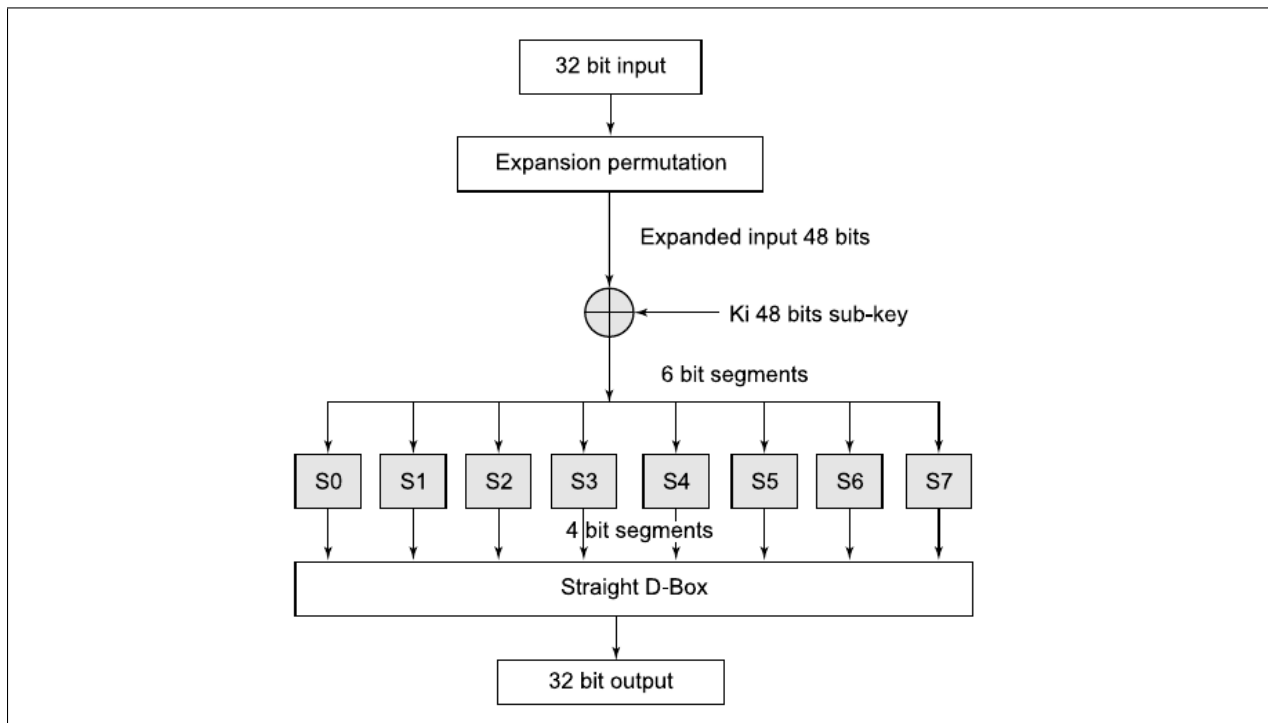 32 bit input
Expansion permutation
Expanded input 48 bits
Ki 48 bits sub-key
6 bit segments
S0 S1 S2 S3 S4 S5 S6 S7
4 bit segments
Straight D-Box
32 bit output